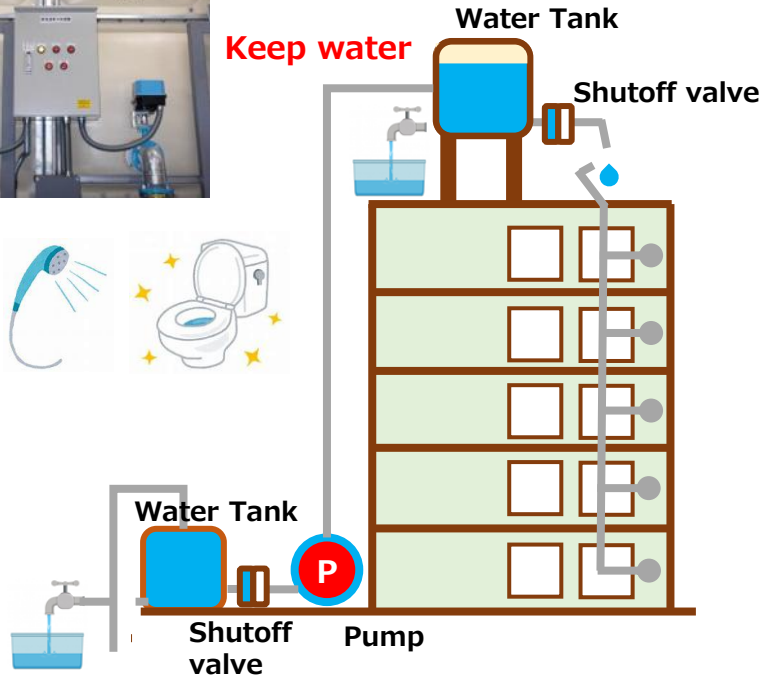 Water Tank
Keep water
Shutoff valve
Water Tank
P
Shutoff
valve
Pump